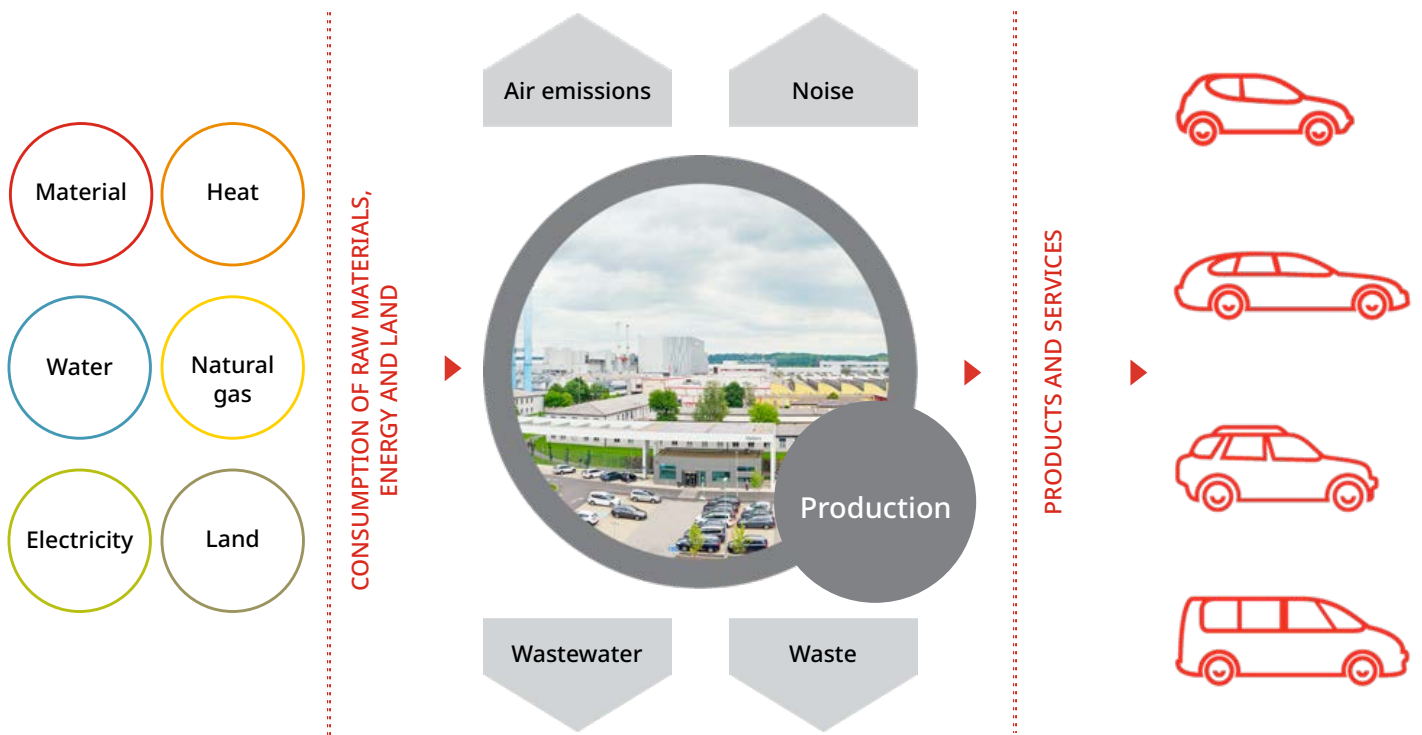 Material
Heat
Water
Natural
gas
Electricity
Land
CONSUMPTION OF RAW MATERIALS,
ENERGY AND LAND
Air emissions
Noise
Production
Wastewater
Waste
PRODUCTS AND SERVICES